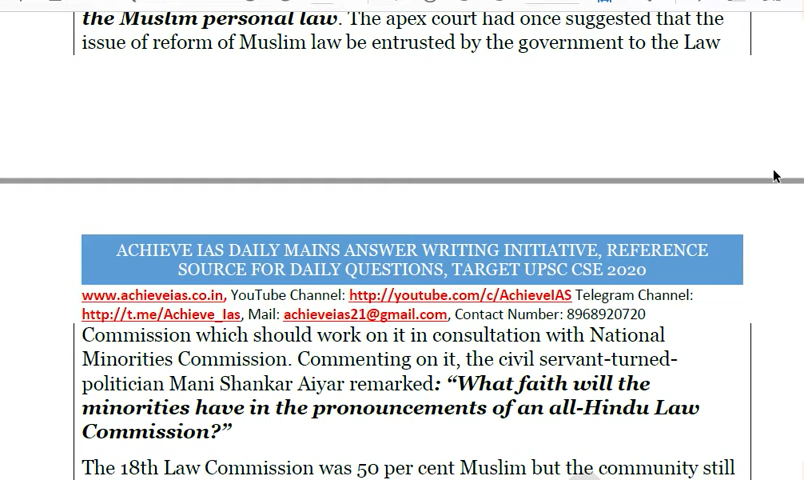 the Muslim personal law. The apex court had once suggested that the
issue of reform of Muslim law be entrusted by the government to the Law
ACHIEVE IAS DAILY MAINS ANSWER WRITING INITIATIVE, REFERENCE
SOURCE FOR DAILY QUESTIONS, TARGET UPSC CSE 2020
www.achieveias.co.in, YouTube Channel: http://youtube.com/c/AchieveIAS Telegram Channel:
http://t.me/Achieve_Ias, Mail: achieveias21@gmail.com, Contact Number: 8968920720
Commission which should work on it in consultation with National
Minorities Commission. Commenting on it, the civil servant-turned-
politician Mani Shankar Aiyar remarked: “What faith will the
minorities have in the pronouncements of an all-Hindu Law
Commission?”
The 18th Law Commission was 50 per cent Muslim but the community still